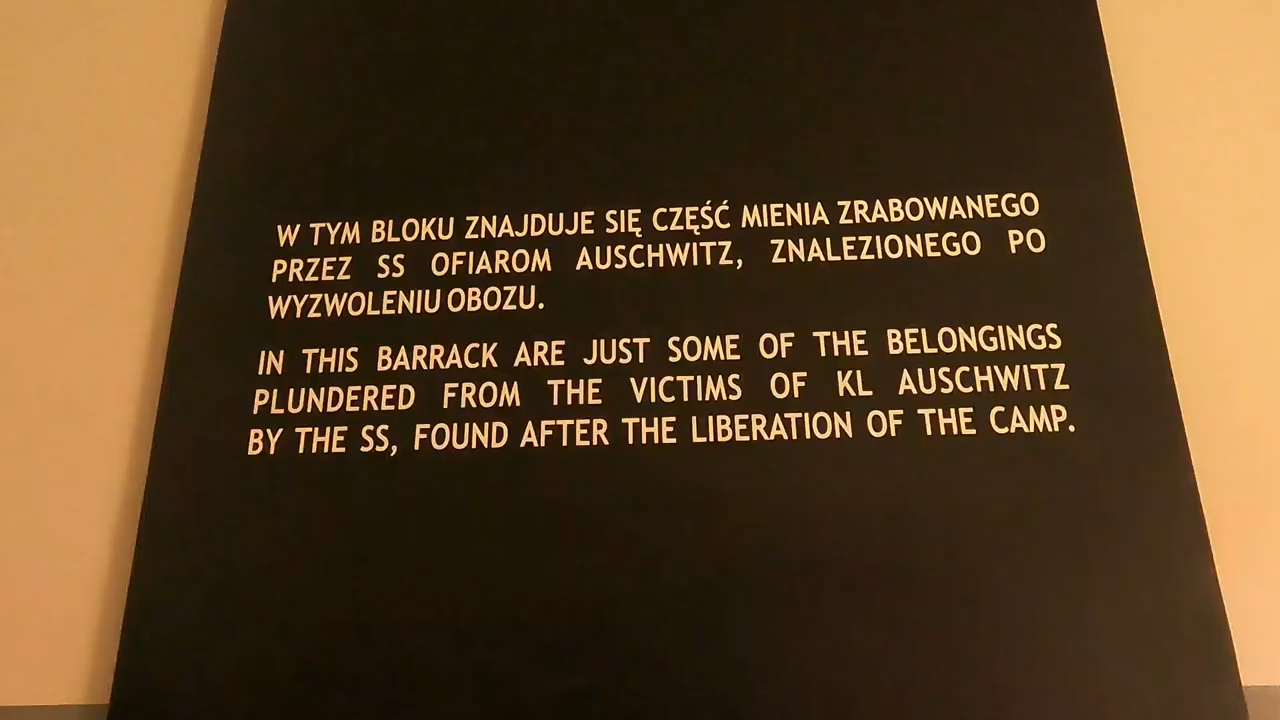 W TYM BLOKU ZNAJDUJE SIĘ CZĘŚĆ MIENIA ZRABOWANEGO
PRZEZ SS OFIAROM AUSCHWITZ, ZNALEZIONEGO PO
WYZWOLENIU OBOZU.
IN THIS BARRACK ARE JUST SOME OF THE BELONGINGS
PLUNDERED FROM THE VICTIMS OF KL AUSCHWITZ
BY THE SS, FOUND AFTER THE LIBERATION OF THE CAMP.